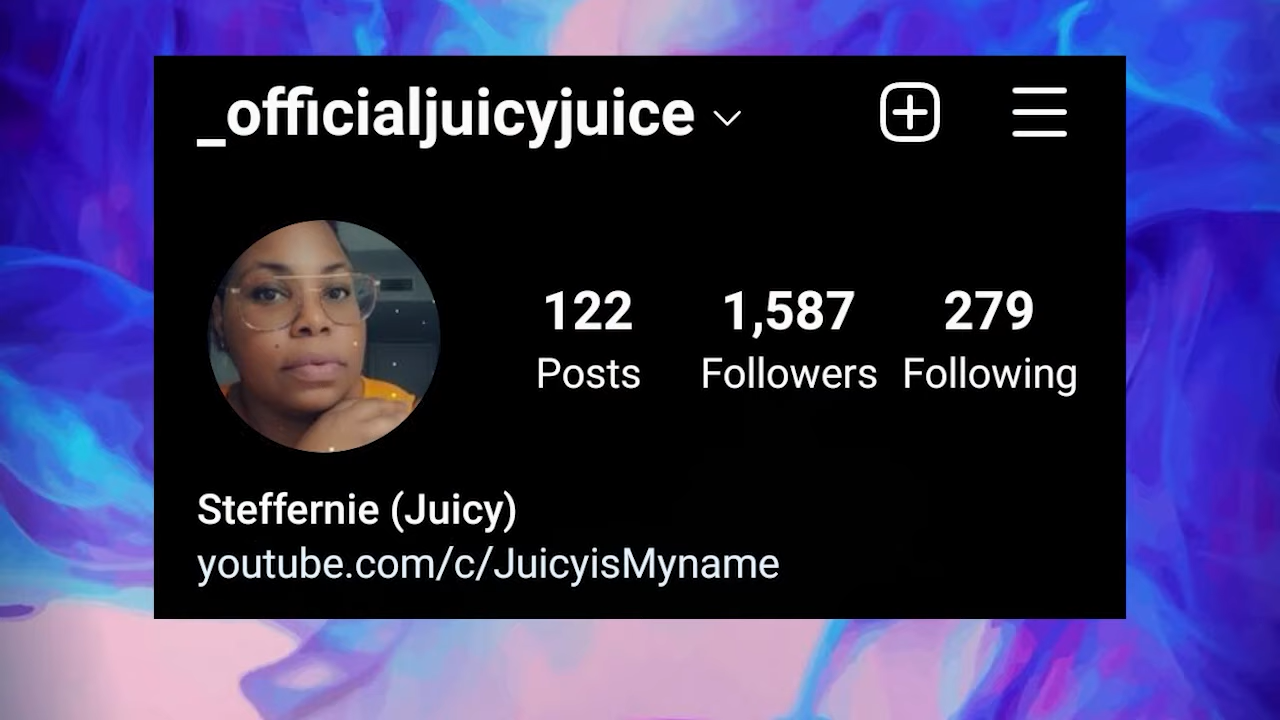 _officialjuicyjuice
122 1,587 279
Posts Followers Following
Steffernie (Juicy)
youtube.com/c/JuicyisMyname